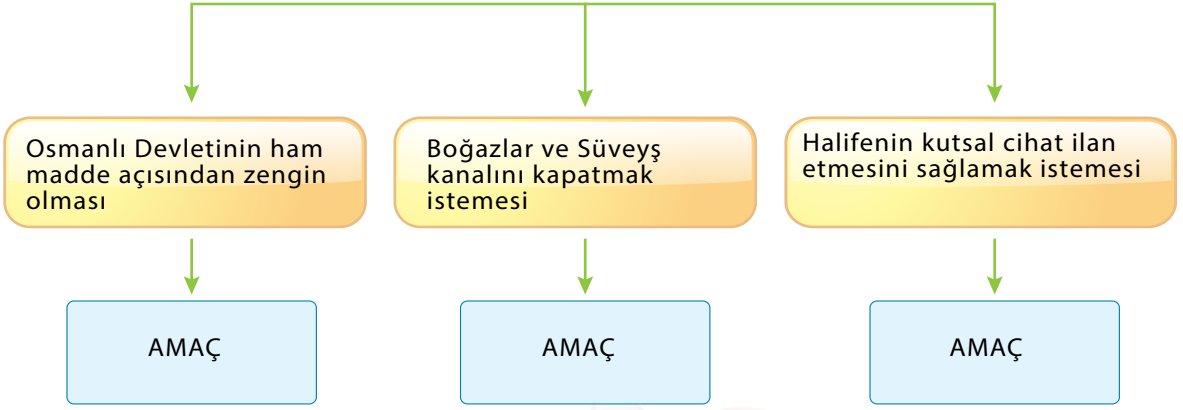 Osmanlı Devletinin ham
madde açısından zengin
olması
Boğazlar ve Süveyş
kanalını kapatmak
istemesi
Halifenin kutsal cihat ilan
etmesini sağlamak istemesi
AMAÇ
AMAÇ
AMAÇ